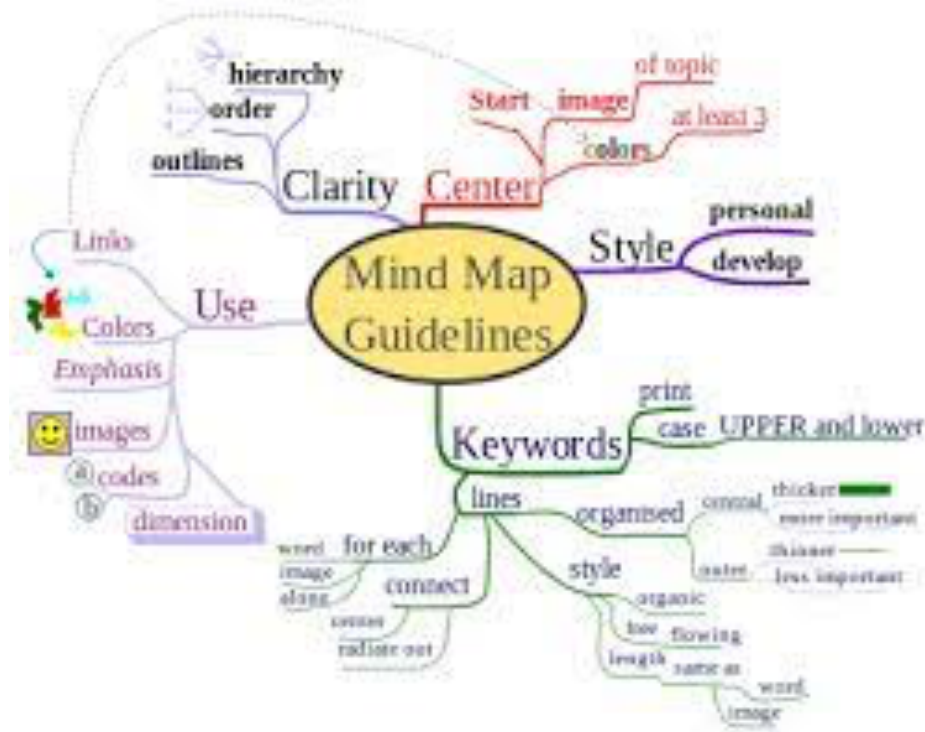 Mind Map
Guidelines
Center
Start
image
of topic
colors
at least 3
Style
personal
develop
Keywords
print
case
UPPER and lower
lines
organised
central
thicker
more important
outer
thinner
less important
style
organic
free flowing
length
same as
word
image
connect
center
radiate out
for each
word
image
along
Use
Links
Colors
Emphasis
images
a codes
b
dimension
Clarity
hierarchy
order
outlines